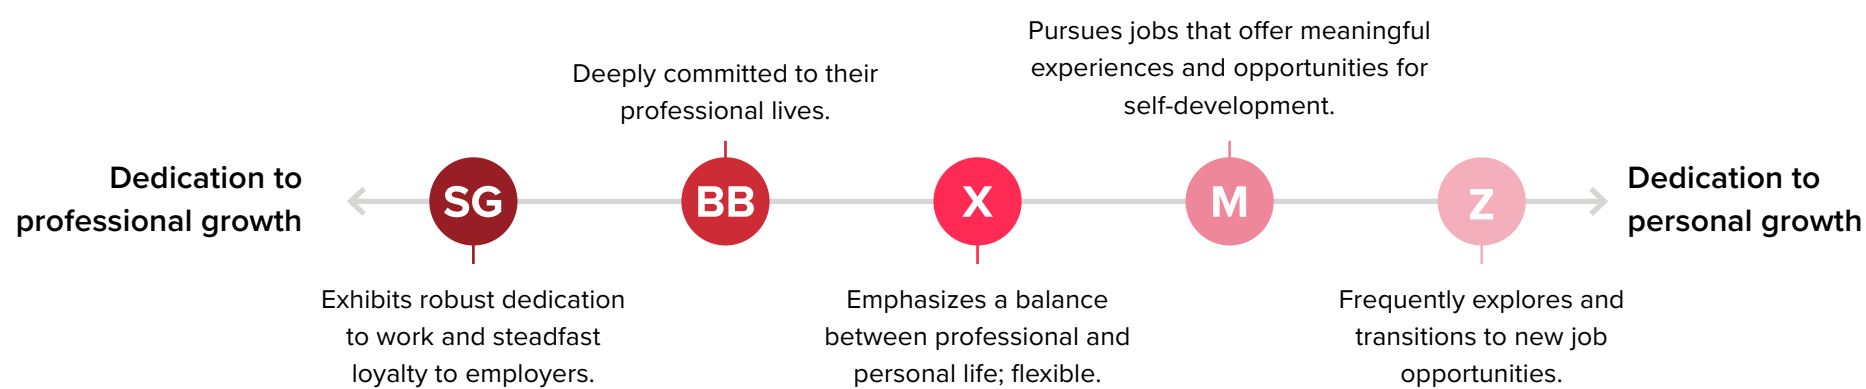 Dedication to
professional growth
SG
Exhibits robust dedication
to work and steadfast
loyalty to employers.
Deeply committed to their
professional lives.
BB
X
Emphasizes a balance
between professional and
personal life; flexible.
Pursues jobs that offer meaningful
experiences and opportunities for
self-development.
M
Z
Frequently explores and
transitions to new job
opportunities.
Dedication to
personal growth